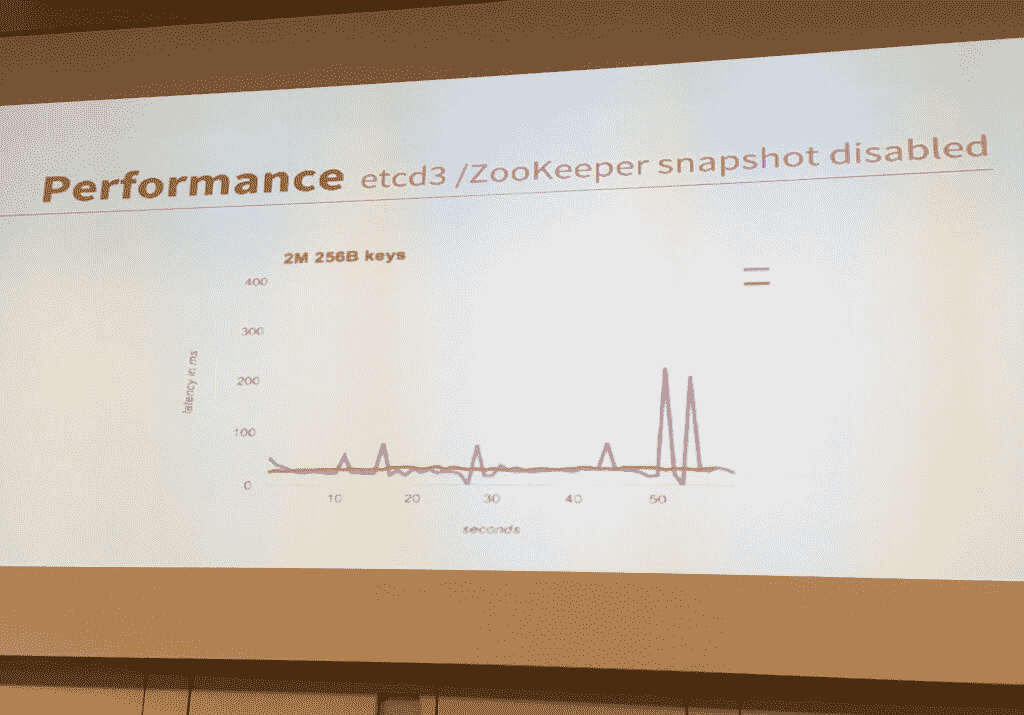 Performance etcd3 /ZooKeeper snapshot disabled
2M 256B keys
400
300
200
100
0
latency in ms
10 20 30 40 50
seconds